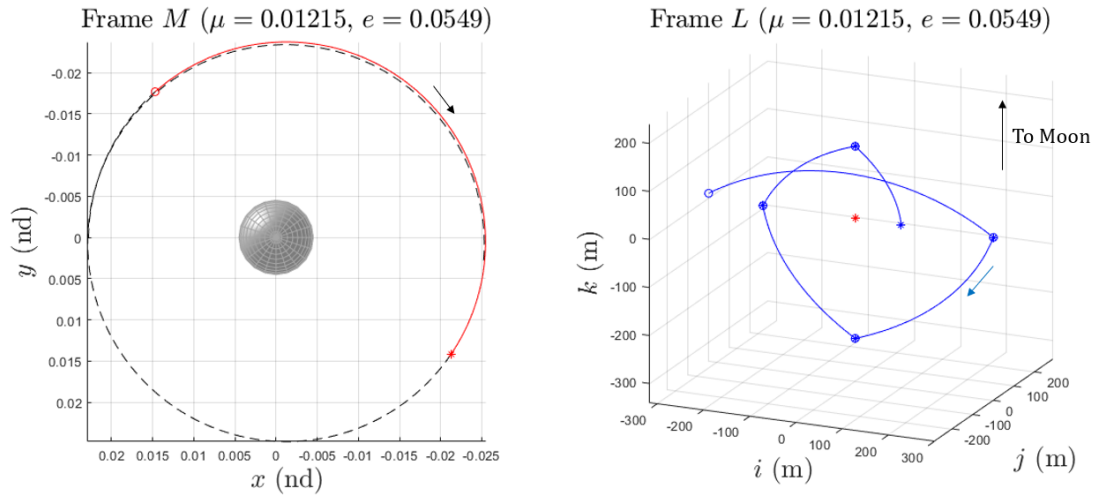 Frame M (μ = 0.01215, e = 0.0549)
-0.02
-0.015
-0.01
-0.005
0
0.005
0.01
0.015
0.02
y (nd)
0.02 0.015 0.01 0.005 0 -0.005 -0.01 -0.015 -0.02 -0.025
x (nd)
Frame L (μ = 0.01215, e = 0.0549)
To Moon
200
100
0
-100
-200
-300
k (m)
-300 -200 -100 0 100 200 300
i (m)
-200 0 100 200
j (m)